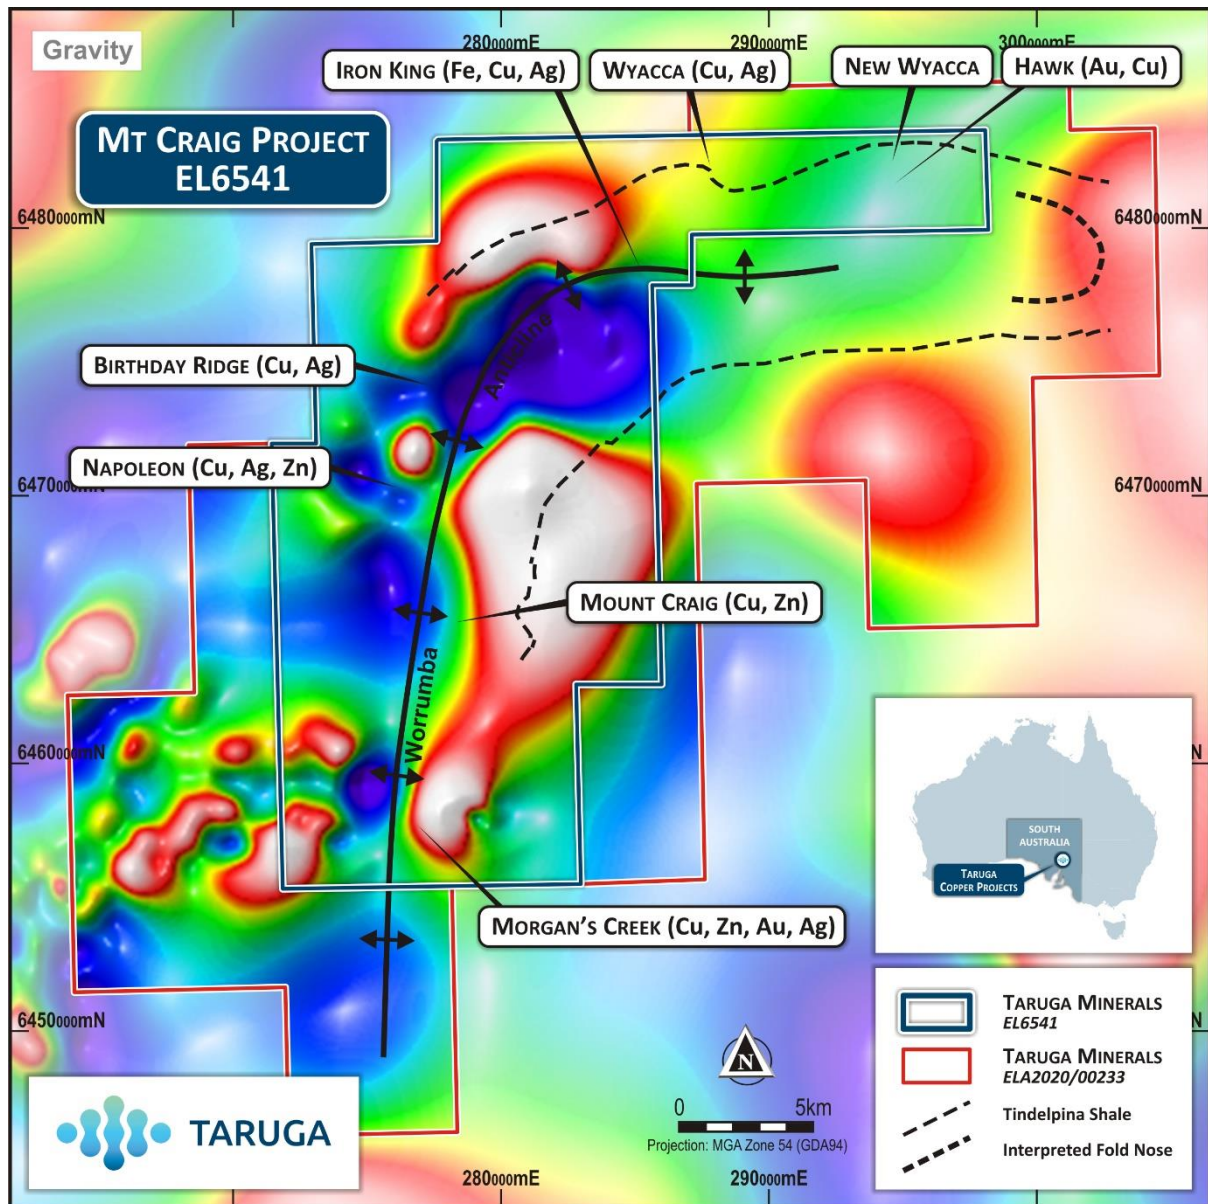 Gravity
280000mE
290000mE
300000mE
IRON KING (Fe, Cu, Ag)
WYACCA (Cu, Ag)
NEW WYACCA
HAWK (Au, Cu)
MT CRAIG PROJECT
EL6541
6480000mN
6480000mN
Anticline
BIRTHDAY RIDGE (Cu, Ag)
NAPOLEON (Cu, Ag, Zn)
6470000mN
6470000mN
MOUNT CRAIG (Cu, Zn)
Worrumba
6460000mN
6460000mN
SOUTH
AUSTRALIA
TARUGA
COPPER PROJECTS
MORGAN'S CREEK (Cu, Zn, Au, Ag)
6450000mN
6450000mN
TARUGA MINERALS
EL6541
TARUGA MINERALS
ELA2020/00233
Tindelpina Shale
Interpreted Fold Nose
N
0 5km
Projection: MGA Zone 54 (GDA94)
TARUGA
280000mE
290000mE